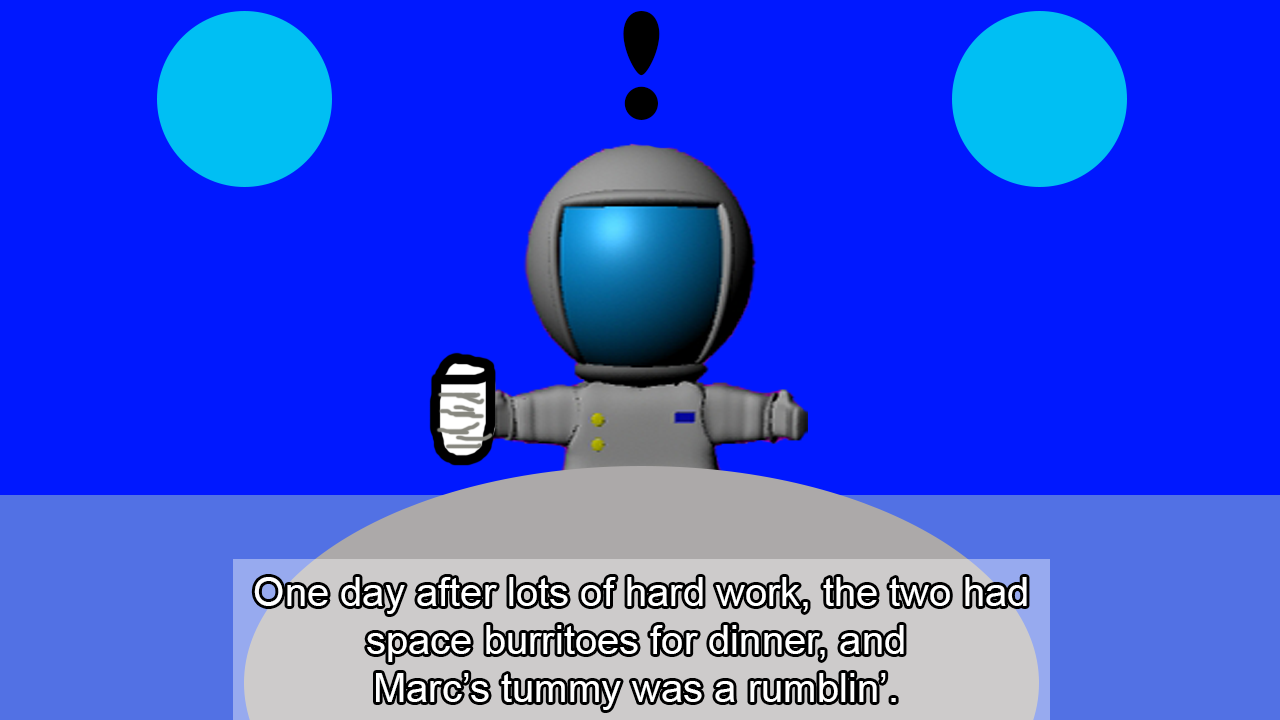 !
One day after lots of hard work, the two had
space burritoes for dinner, and
Marc’s tummy was a rumblin’.